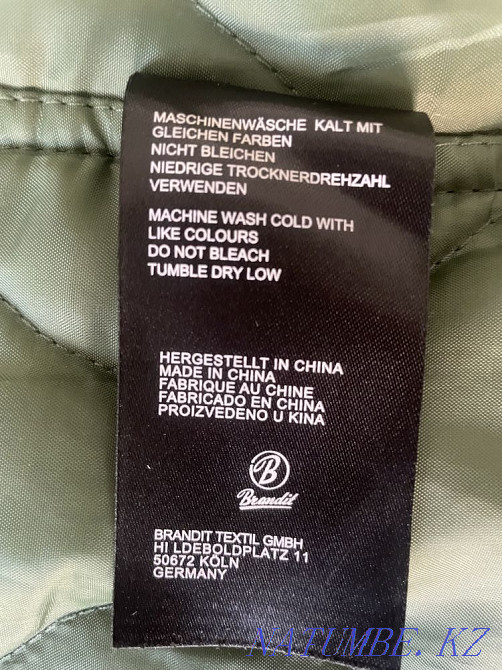 MASCHINENWÄSCHE KALT MIT
GLEICHEN FARBEN
NICHT BLEICHEN
NIEDRIGE TROCKNERDREHZAHL
VERWENDEN
MACHINE WASH COLD WITH
LIKE COLOURS
DO NOT BLEACH
TUMBLE DRY LOW
HERGESTELLT IN CHINA
MADE IN CHINA
FABRIQUE AU CHINE
FABRICADO EN CHINA
PROIZVEDENO U KINA
B
Brandit
BRANDIT TEXTIL GMBH
HI LDEBOLDPLATZ 11
50672 KÖLN
GERMANY
NATUMBE.KZ